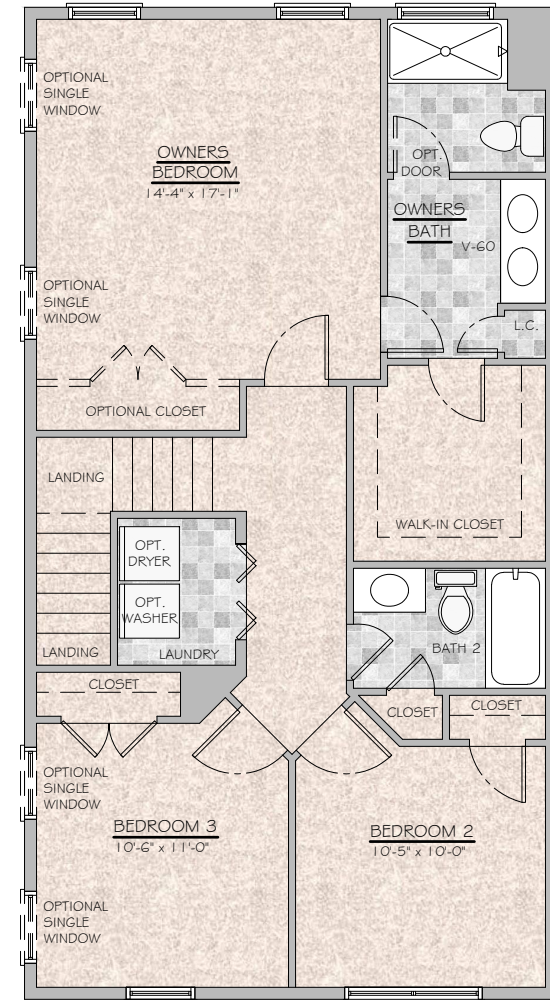 OPTIONAL
SINGLE
WINDOW
OWNERS
BEDROOM
14'-4" x 17'-1"
OPT.
DOOR
OWNERS
BATH
V-60
OPTIONAL
SINGLE
WINDOW
L.C.
OPTIONAL CLOSET
LANDING
WALK-IN CLOSET
OPT.
DRYER
OPT.
WASHER
LAUNDRY
LANDING
BATH 2
CLOSET
CLOSET
CLOSET
OPTIONAL
SINGLE
WINDOW
BEDROOM 3
10'-6" x 11'-0"
BEDROOM 2
10'-5" x 10'-0"
OPTIONAL
SINGLE
WINDOW